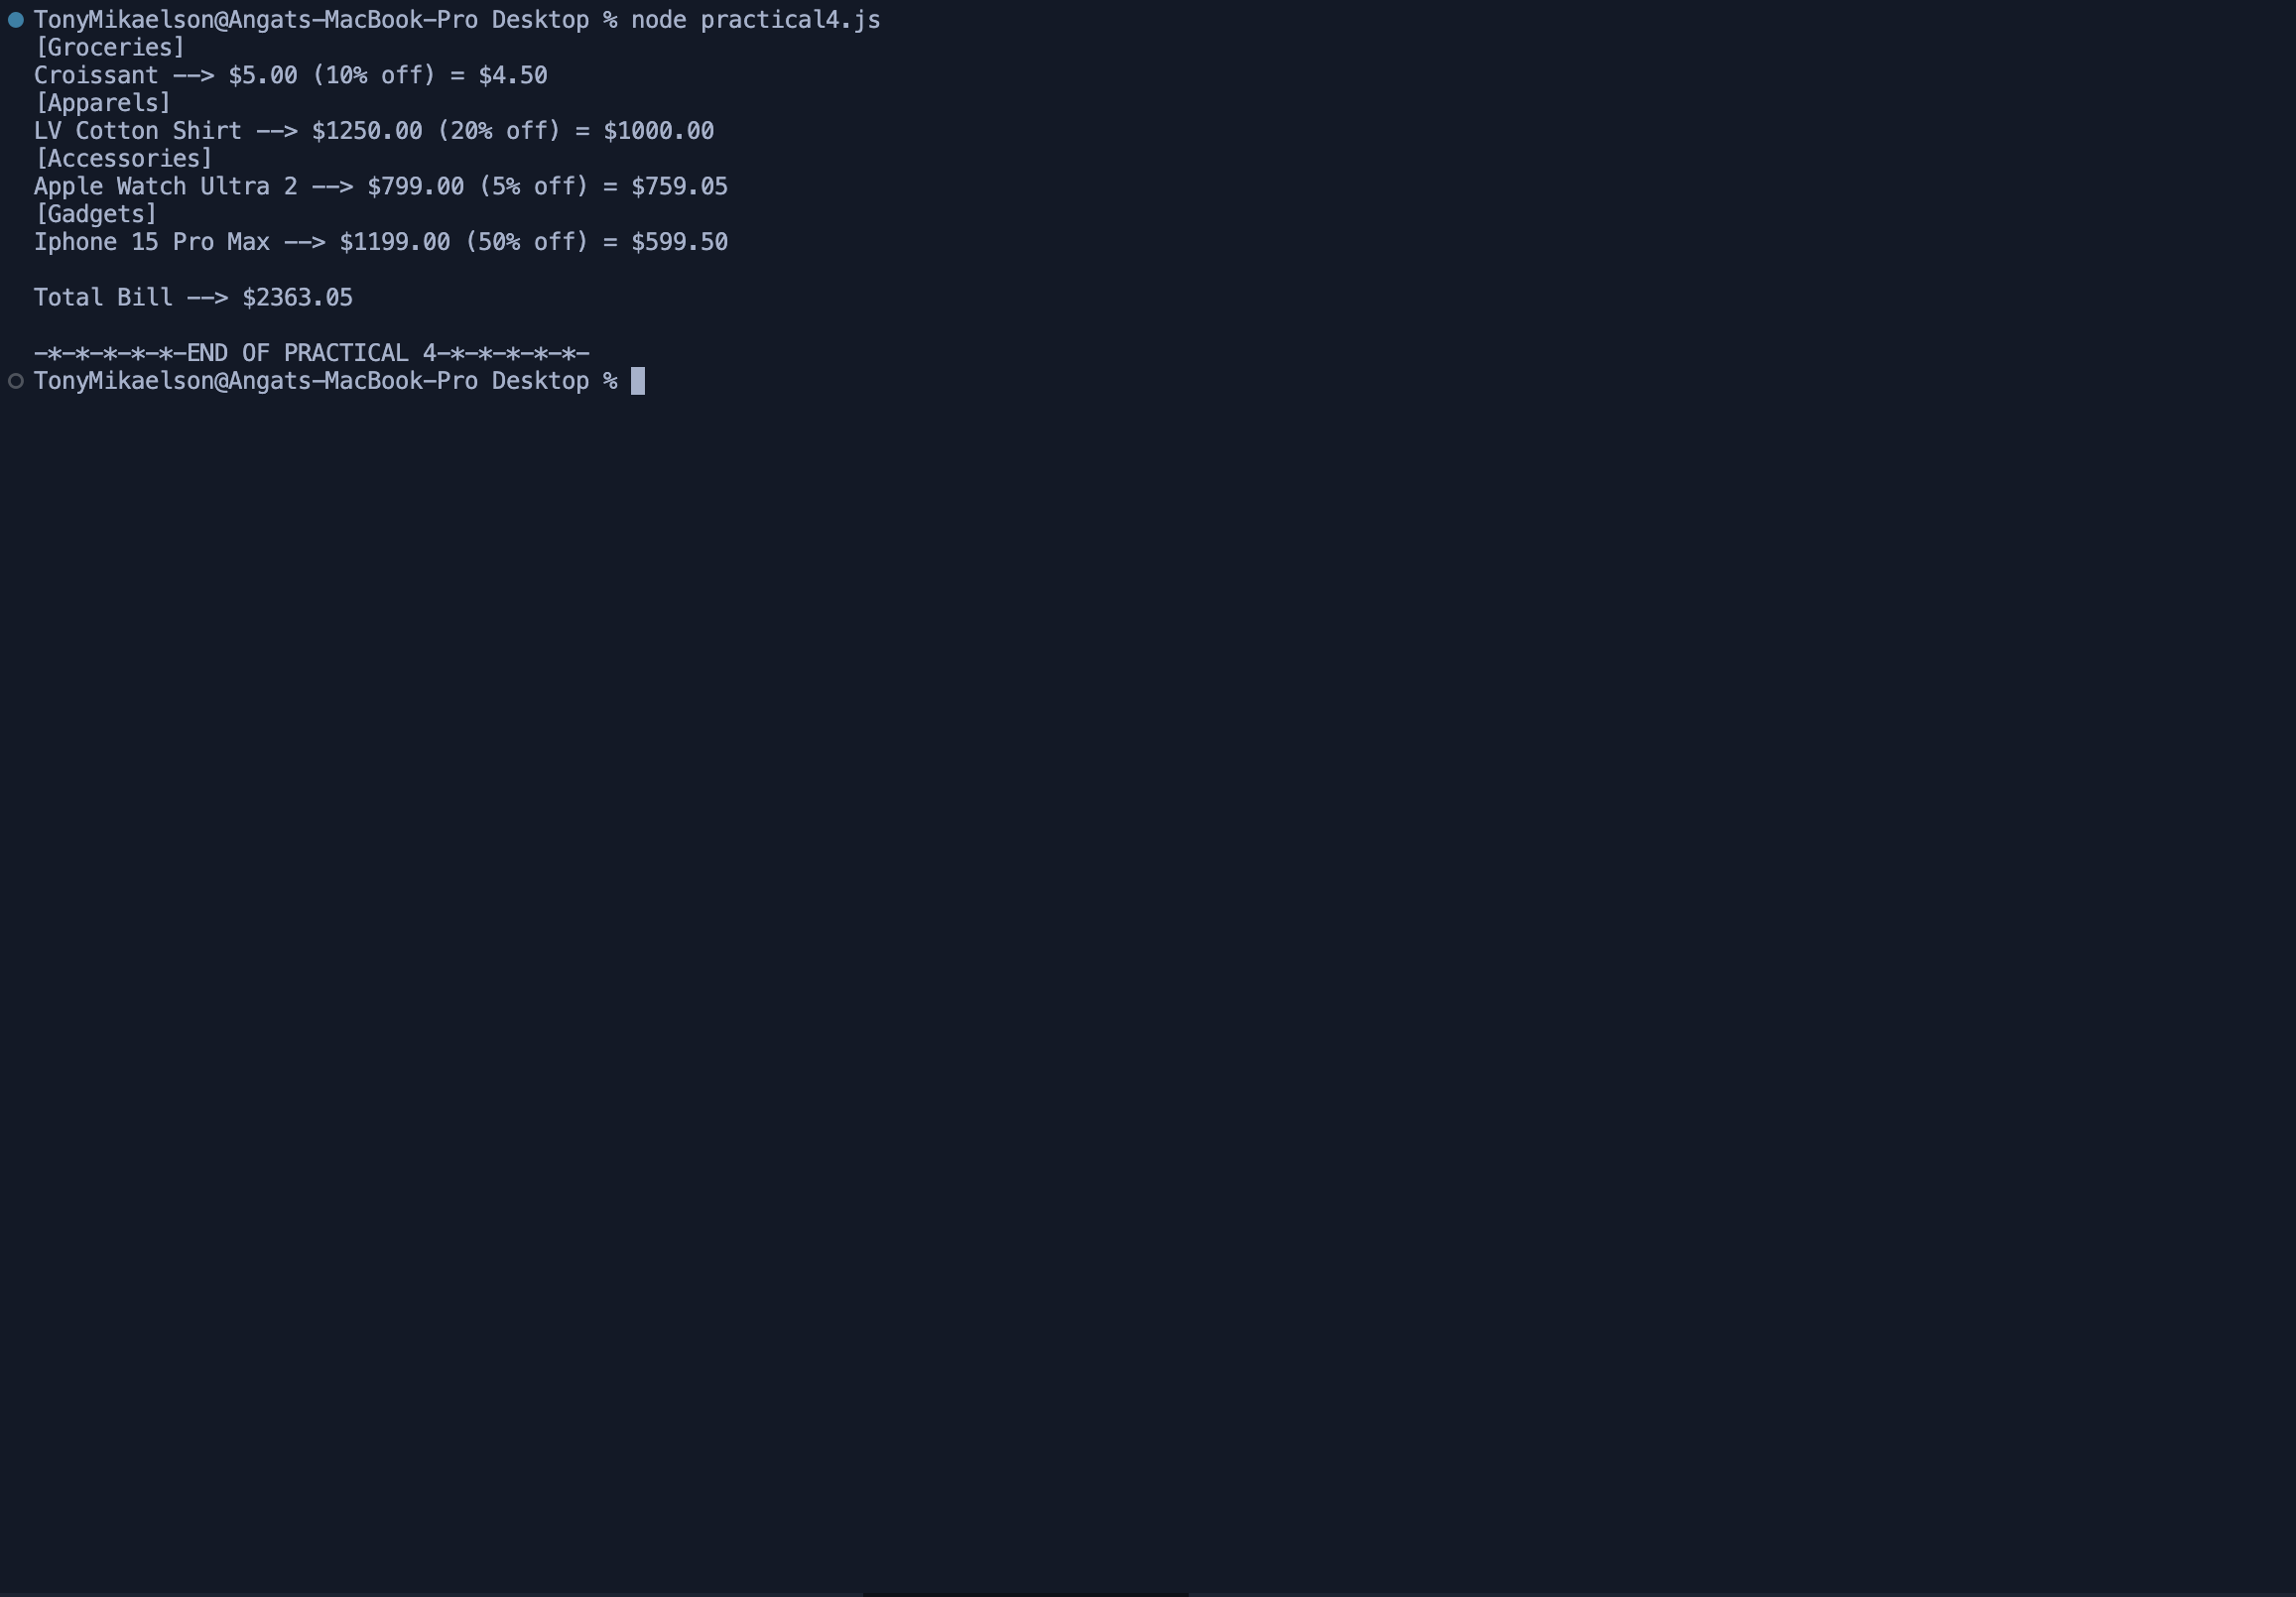 TonyMikaelson@Angats-MacBook-Pro Desktop % node practical4.js
[Groceries]
Croissant --> $5.00 (10% off) = $4.50
[Apparels]
LV Cotton Shirt --> $1250.00 (20% off) = $1000.00
[Accessories]
Apple Watch Ultra 2 --> $799.00 (5% off) = $759.05
[Gadgets]
Iphone 15 Pro Max --> $1199.00 (50% off) = $599.50
Total Bill --> $2363.05
-*-*-*-*-*-END OF PRACTICAL 4-*-*-*-*-*-
TonyMikaelson@Angats-MacBook-Pro Desktop %